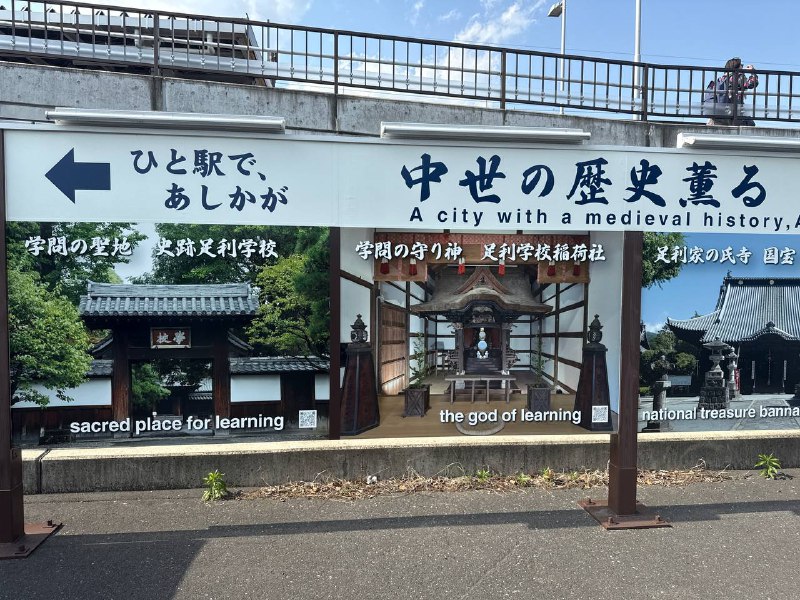 ひと駅で、
あしかが
中世の歴史薫る
A city with a medieval history, A
学問の聖地 史跡足利学校
學校
sacred place for learning
学問の守り神 足利学校稲荷社
the god of learning
足利家の氏寺 国宝
national treasure banna